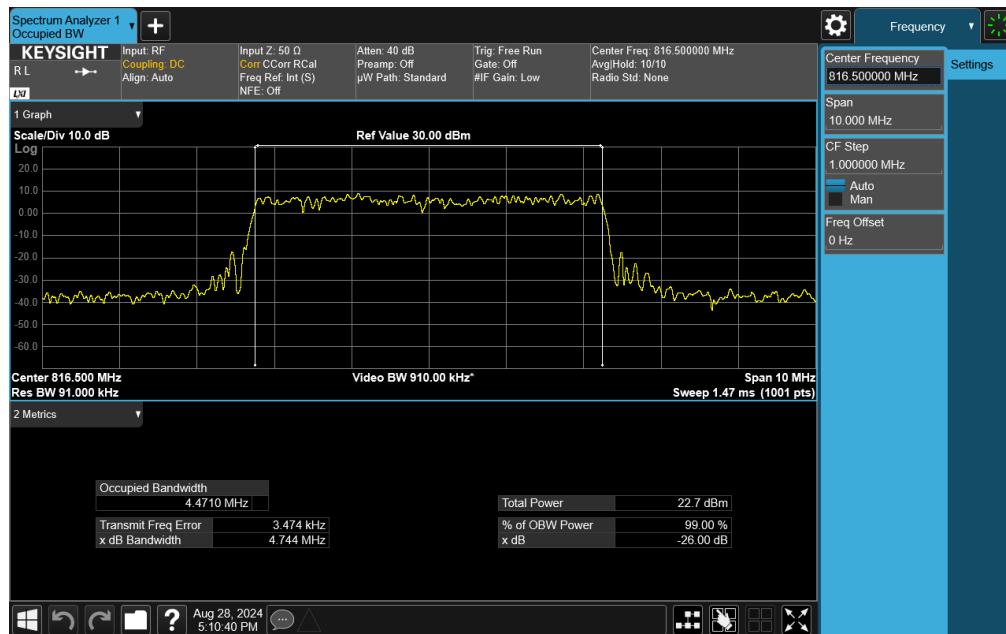 Spectrum Analyzer 1
Occupied BW
Frequency
KEYSIGHT
R L
LXI
Input: RF
Coupling: DC
Align: Auto
Input Z: 50 Ω
Corr CCorr RCal
Freq Ref: Int (S)
NFE: Off
Atten: 40 dB
Preamp: Off
µW Path: Standard
Trig: Free Run
Gate: Off
#IF Gain: Low
Center Freq: 816.500000 MHz
Avg|Hold: 10/10
Radio Std: None
Center Frequency
816.500000 MHz
Settings
Span
10.000 MHz
CF Step
1.000000 MHz
Auto
Man
Freq Offset
0 Hz
1 Graph
Scale/Div 10.0 dB
Ref Value 30.00 dBm
Log
20.0
10.0
0.00
-10.0
-20.0
-30.0
-40.0
-50.0
-60.0
Center 816.500 MHz
Video BW 910.00 kHz*
Span 10 MHz
Res BW 91.000 kHz
Sweep 1.47 ms (1001 pts)
2 Metrics
Occupied Bandwidth
4.4710 MHz
Total Power 22.7 dBm
Transmit Freq Error 3.474 kHz
% of OBW Power 99.00 %
x dB Bandwidth 4.744 MHz
x dB -26.00 dB
?
Aug 28, 2024
5:10:40 PM